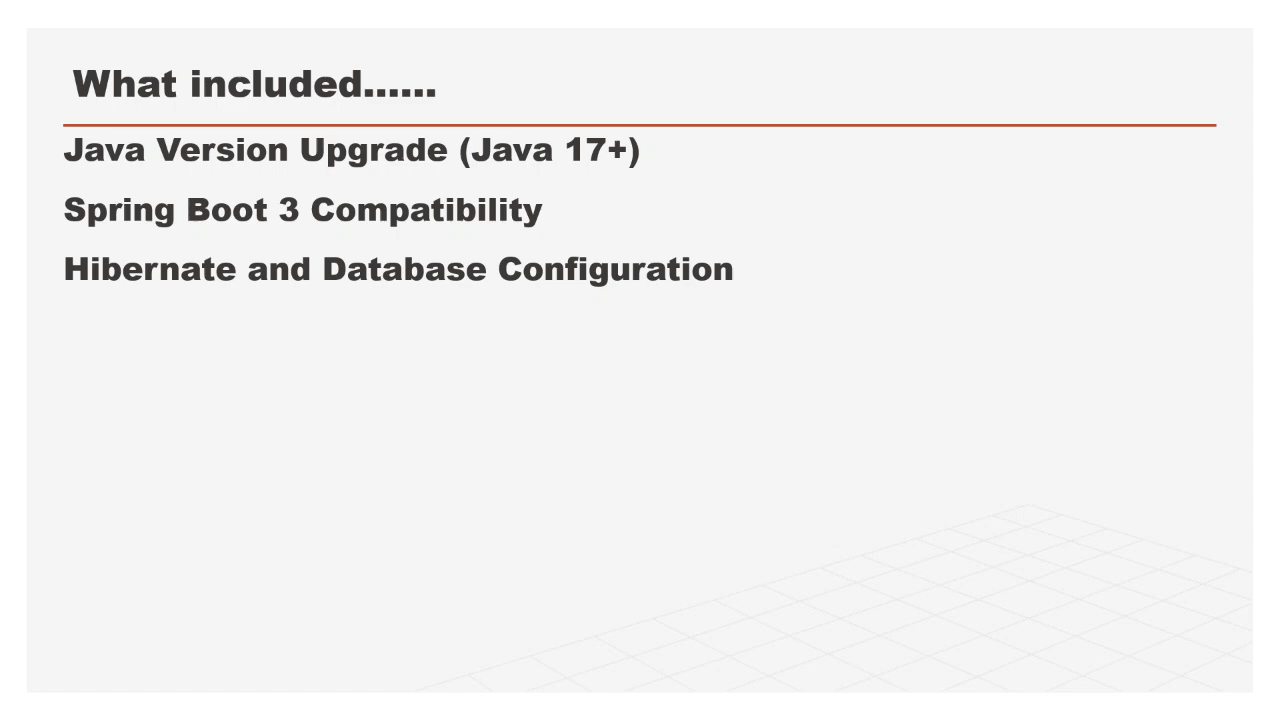 What included......
Java Version Upgrade (Java 17+)
Spring Boot 3 Compatibility
Hibernate and Database Configuration